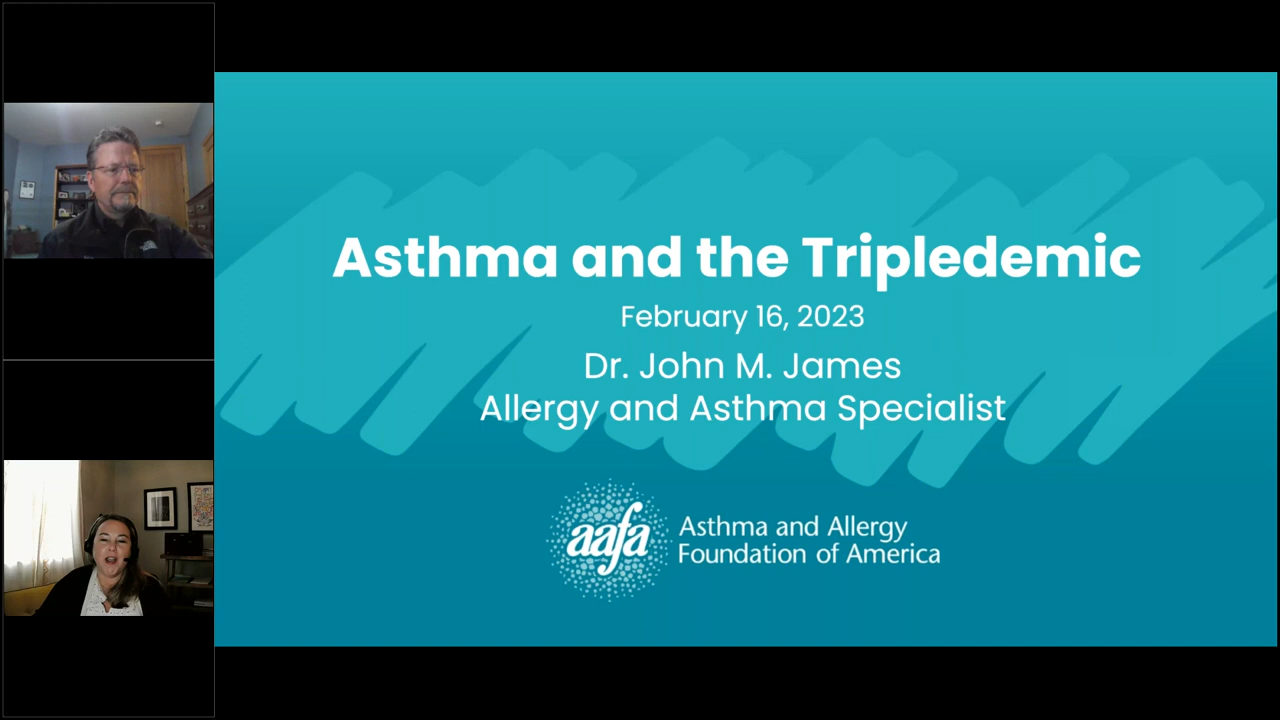 Asthma and the Tripledemic
February 16, 2023
Dr. John M. James
Allergy and Asthma Specialist
aafa
Asthma and Allergy
Foundation of America